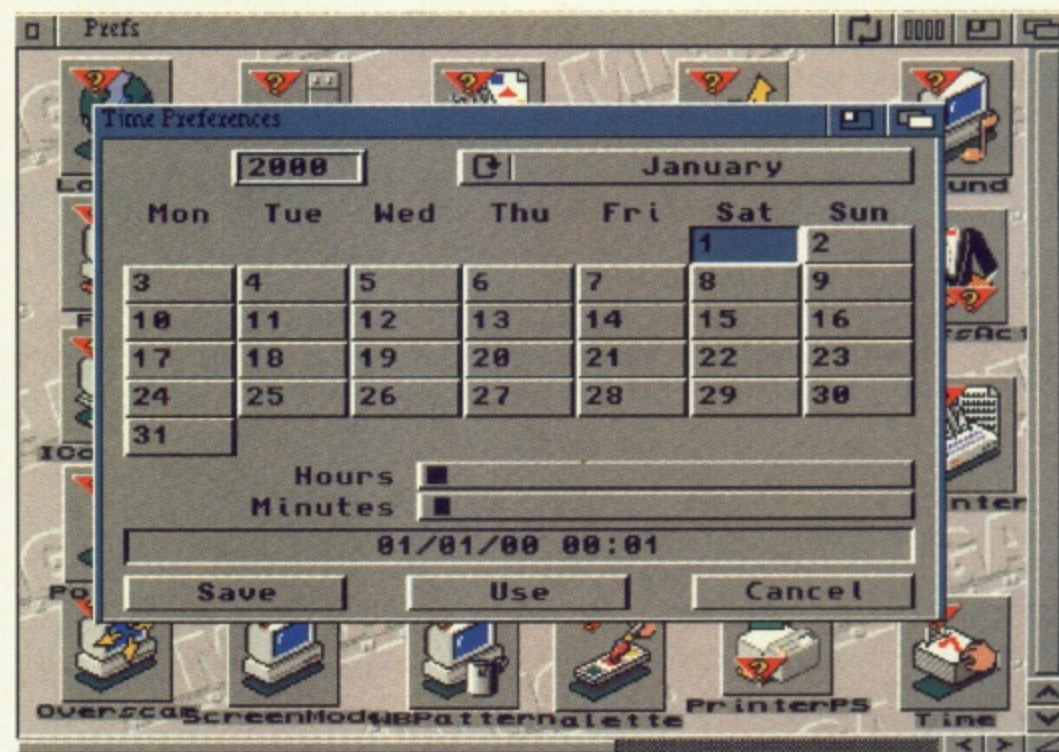 Prefs
Time Preferences
2000 January
Mon Tue Wed Thu Fri Sat Sun
1 2
3 4 5 6 7 8 9
10 11 12 13 14 15 16
17 18 19 20 21 22 23
24 25 26 27 28 29 30
31
Hours
Minutes
01/01/00 00:01
Save Use Cancel
Overscan ScreenMode WBPattern alette PrinterPS Time